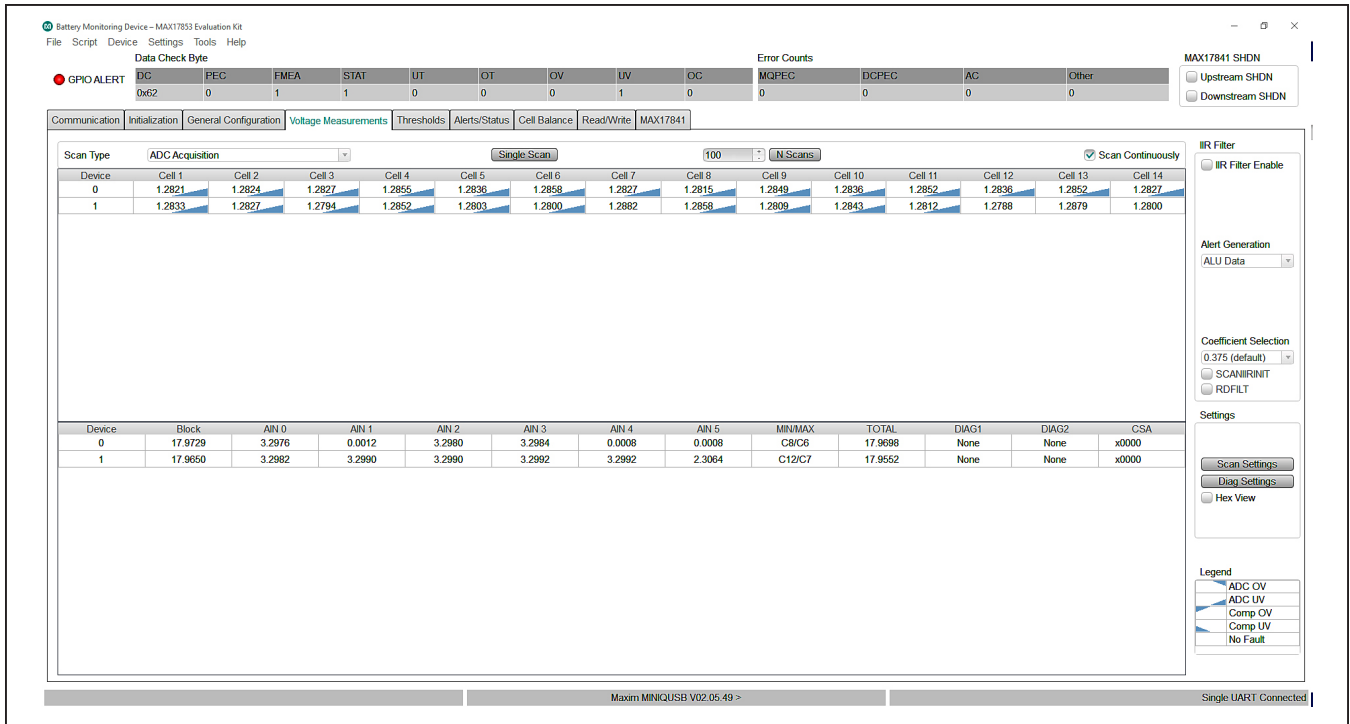 Battery Monitoring Device – MAX17853 Evaluation Kit
File Script Device Settings Tools Help
Data Check Byte Error Counts MAX17841 SHDN
GPIO ALERT DC PEC FMEA STAT UT OT OV UV OC MQPEC DCPEC AC Other Upstream SHDN
0x62 0 1 1 0 0 0 1 0 0 0 0 0 Downstream SHDN
Communication Initialization General Configuration Voltage Measurements Thresholds Alerts/Status Cell Balance Read/Write MAX17841
Scan Type ADC Acquisition Single Scan 100 N Scans Scan Continuously
Device Cell 1 Cell 2 Cell 3 Cell 4 Cell 5 Cell 6 Cell 7 Cell 8 Cell 9 Cell 10 Cell 11 Cell 12 Cell 13 Cell 14
0 1.2821 1.2824 1.2827 1.2855 1.2836 1.2858 1.2827 1.2815 1.2849 1.2836 1.2852 1.2836 1.2852 1.2827
1 1.2833 1.2827 1.2794 1.2852 1.2803 1.2800 1.2882 1.2858 1.2809 1.2843 1.2812 1.2788 1.2879 1.2800
Device Block AIN 0 AIN 1 AIN 2 AIN 3 AIN 4 AIN 5 MIN/MAX TOTAL DIAG1 DIAG2 CSA
0 17.9729 3.2976 0.0012 3.2980 3.2984 0.0008 0.0008 C8/C6 17.9698 None None x0000
1 17.9650 3.2982 3.2990 3.2990 3.2992 3.2992 2.3064 C12/C7 17.9552 None None x0000
IIR Filter
IIR Filter Enable
Alert Generation
ALU Data
Coefficient Selection
0.375 (default)
SCANIIRINIT
RDFILT
Settings
Scan Settings
Diag Settings
Hex View
Legend
ADC OV
ADC UV
Comp OV
Comp UV
No Fault
Maxim MINIQUSB V02.05.49 > Single UART Connected